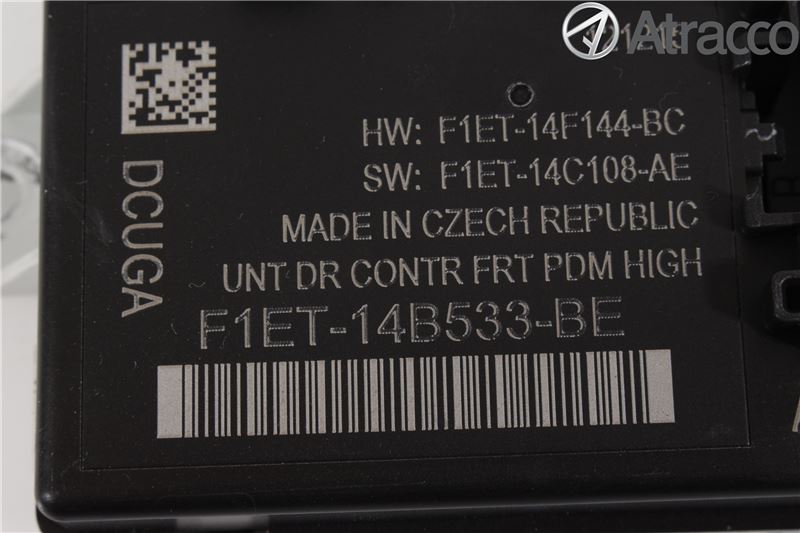 Atracco
HW: F1ET-14F144-BC
SW: F1ET-14C108-AE
MADE IN CZECH REPUBLIC
UNT DR CONTR FRT PDM HIGH
F1ET-14B533-BE
DCUGA